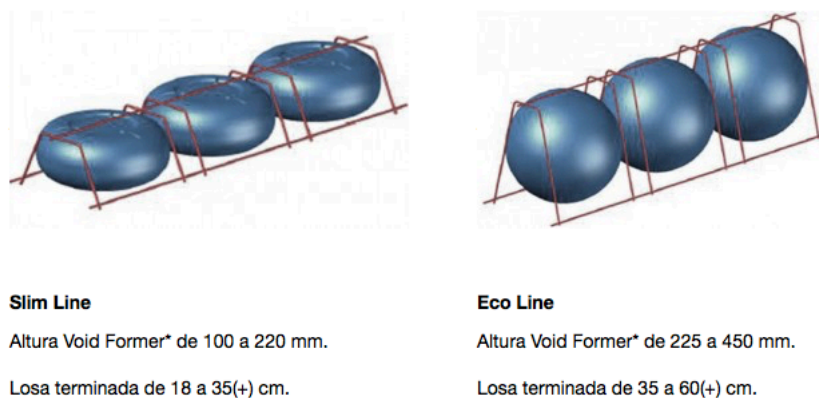 Slim Line
Altura Void Former* de 100 a 220 mm.
Losa terminada de 18 a 35(+) cm.
Eco Line
Altura Void Former* de 225 a 450 mm.
Losa terminada de 35 a 60(+) cm.